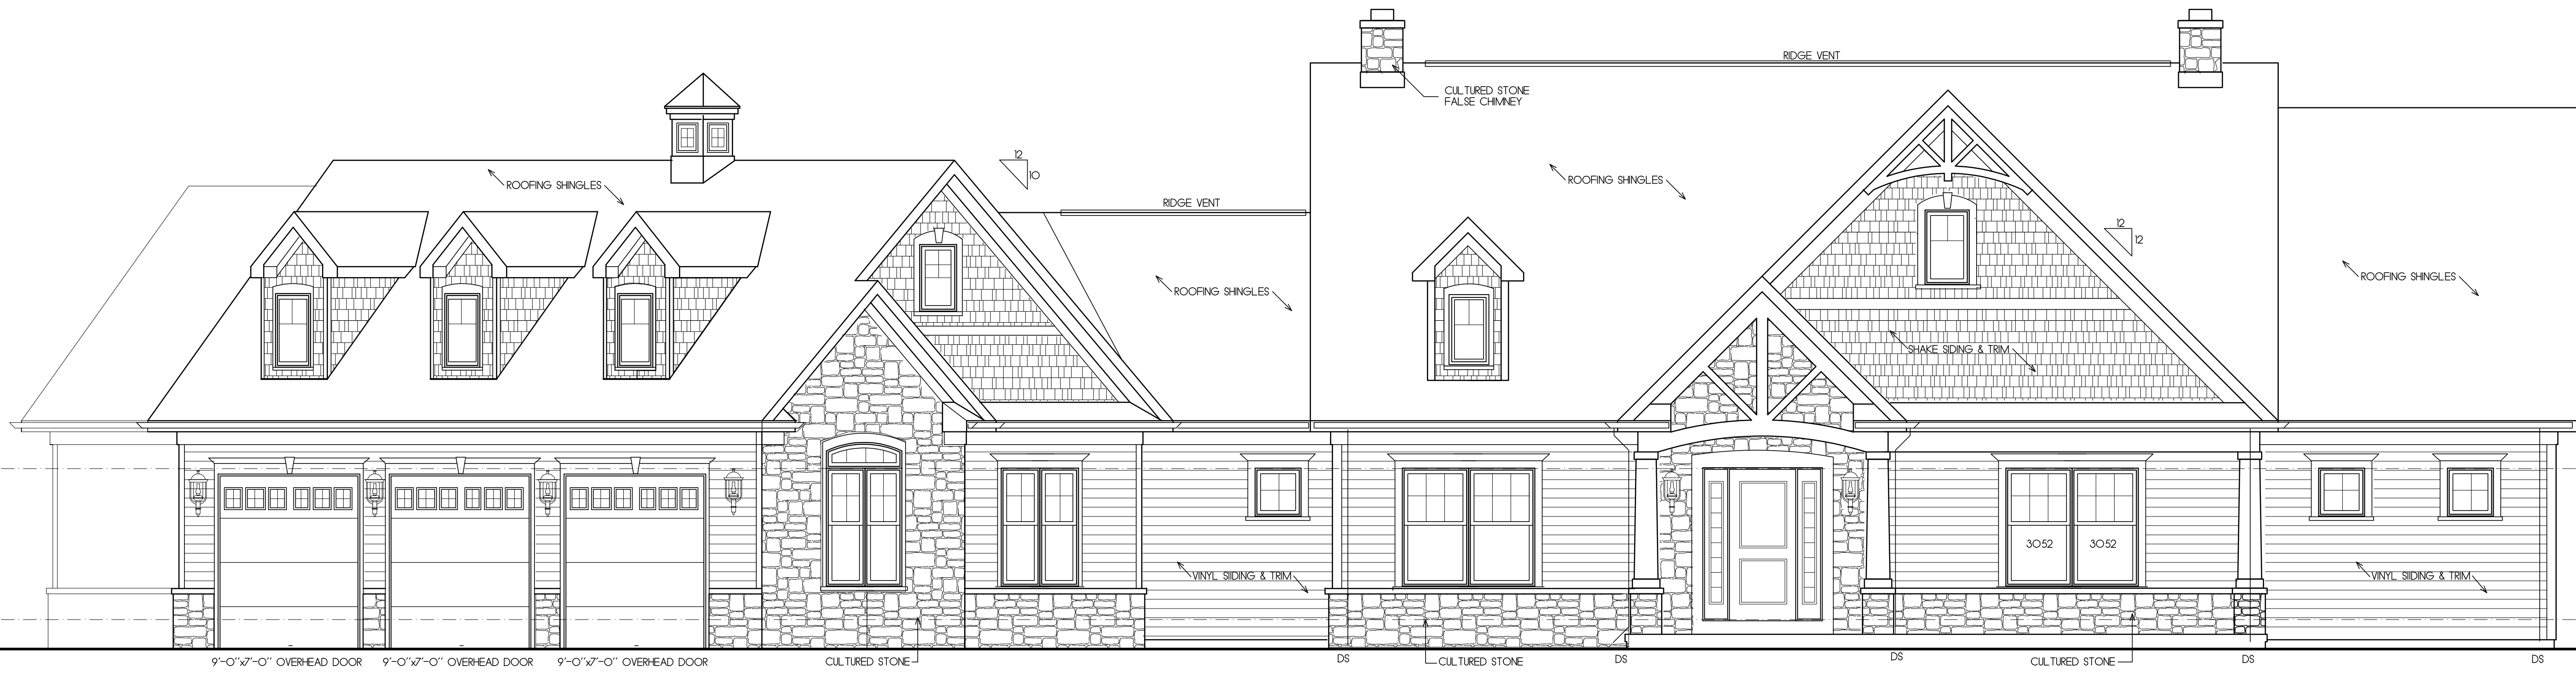 RIDGE VENT
CULTURED STONE
FALSE CHIMNEY
12
10
ROOFING SHINGLES
ROOFING SHINGLES
RIDGE VENT
12
12
ROOFING SHINGLES
ROOFING SHINGLES
SHAKE SIDING & TRIM
3052
3052
VINYL SIIDING & TRIM
VINYL SIIDING & TRIM
9'-0"x7'-0" OVERHEAD DOOR
9'-0"x7'-0" OVERHEAD DOOR
9'-0"x7'-0" OVERHEAD DOOR
CULTURED STONE
DS
CULTURED STONE
DS
DS
CULTURED STONE
DS
DS